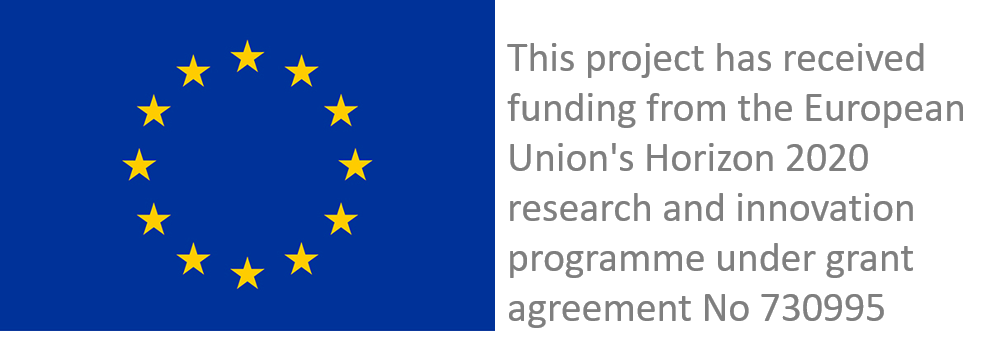 This project has received
funding from the European
Union's Horizon 2020
research and innovation
programme under grant
agreement No 730995